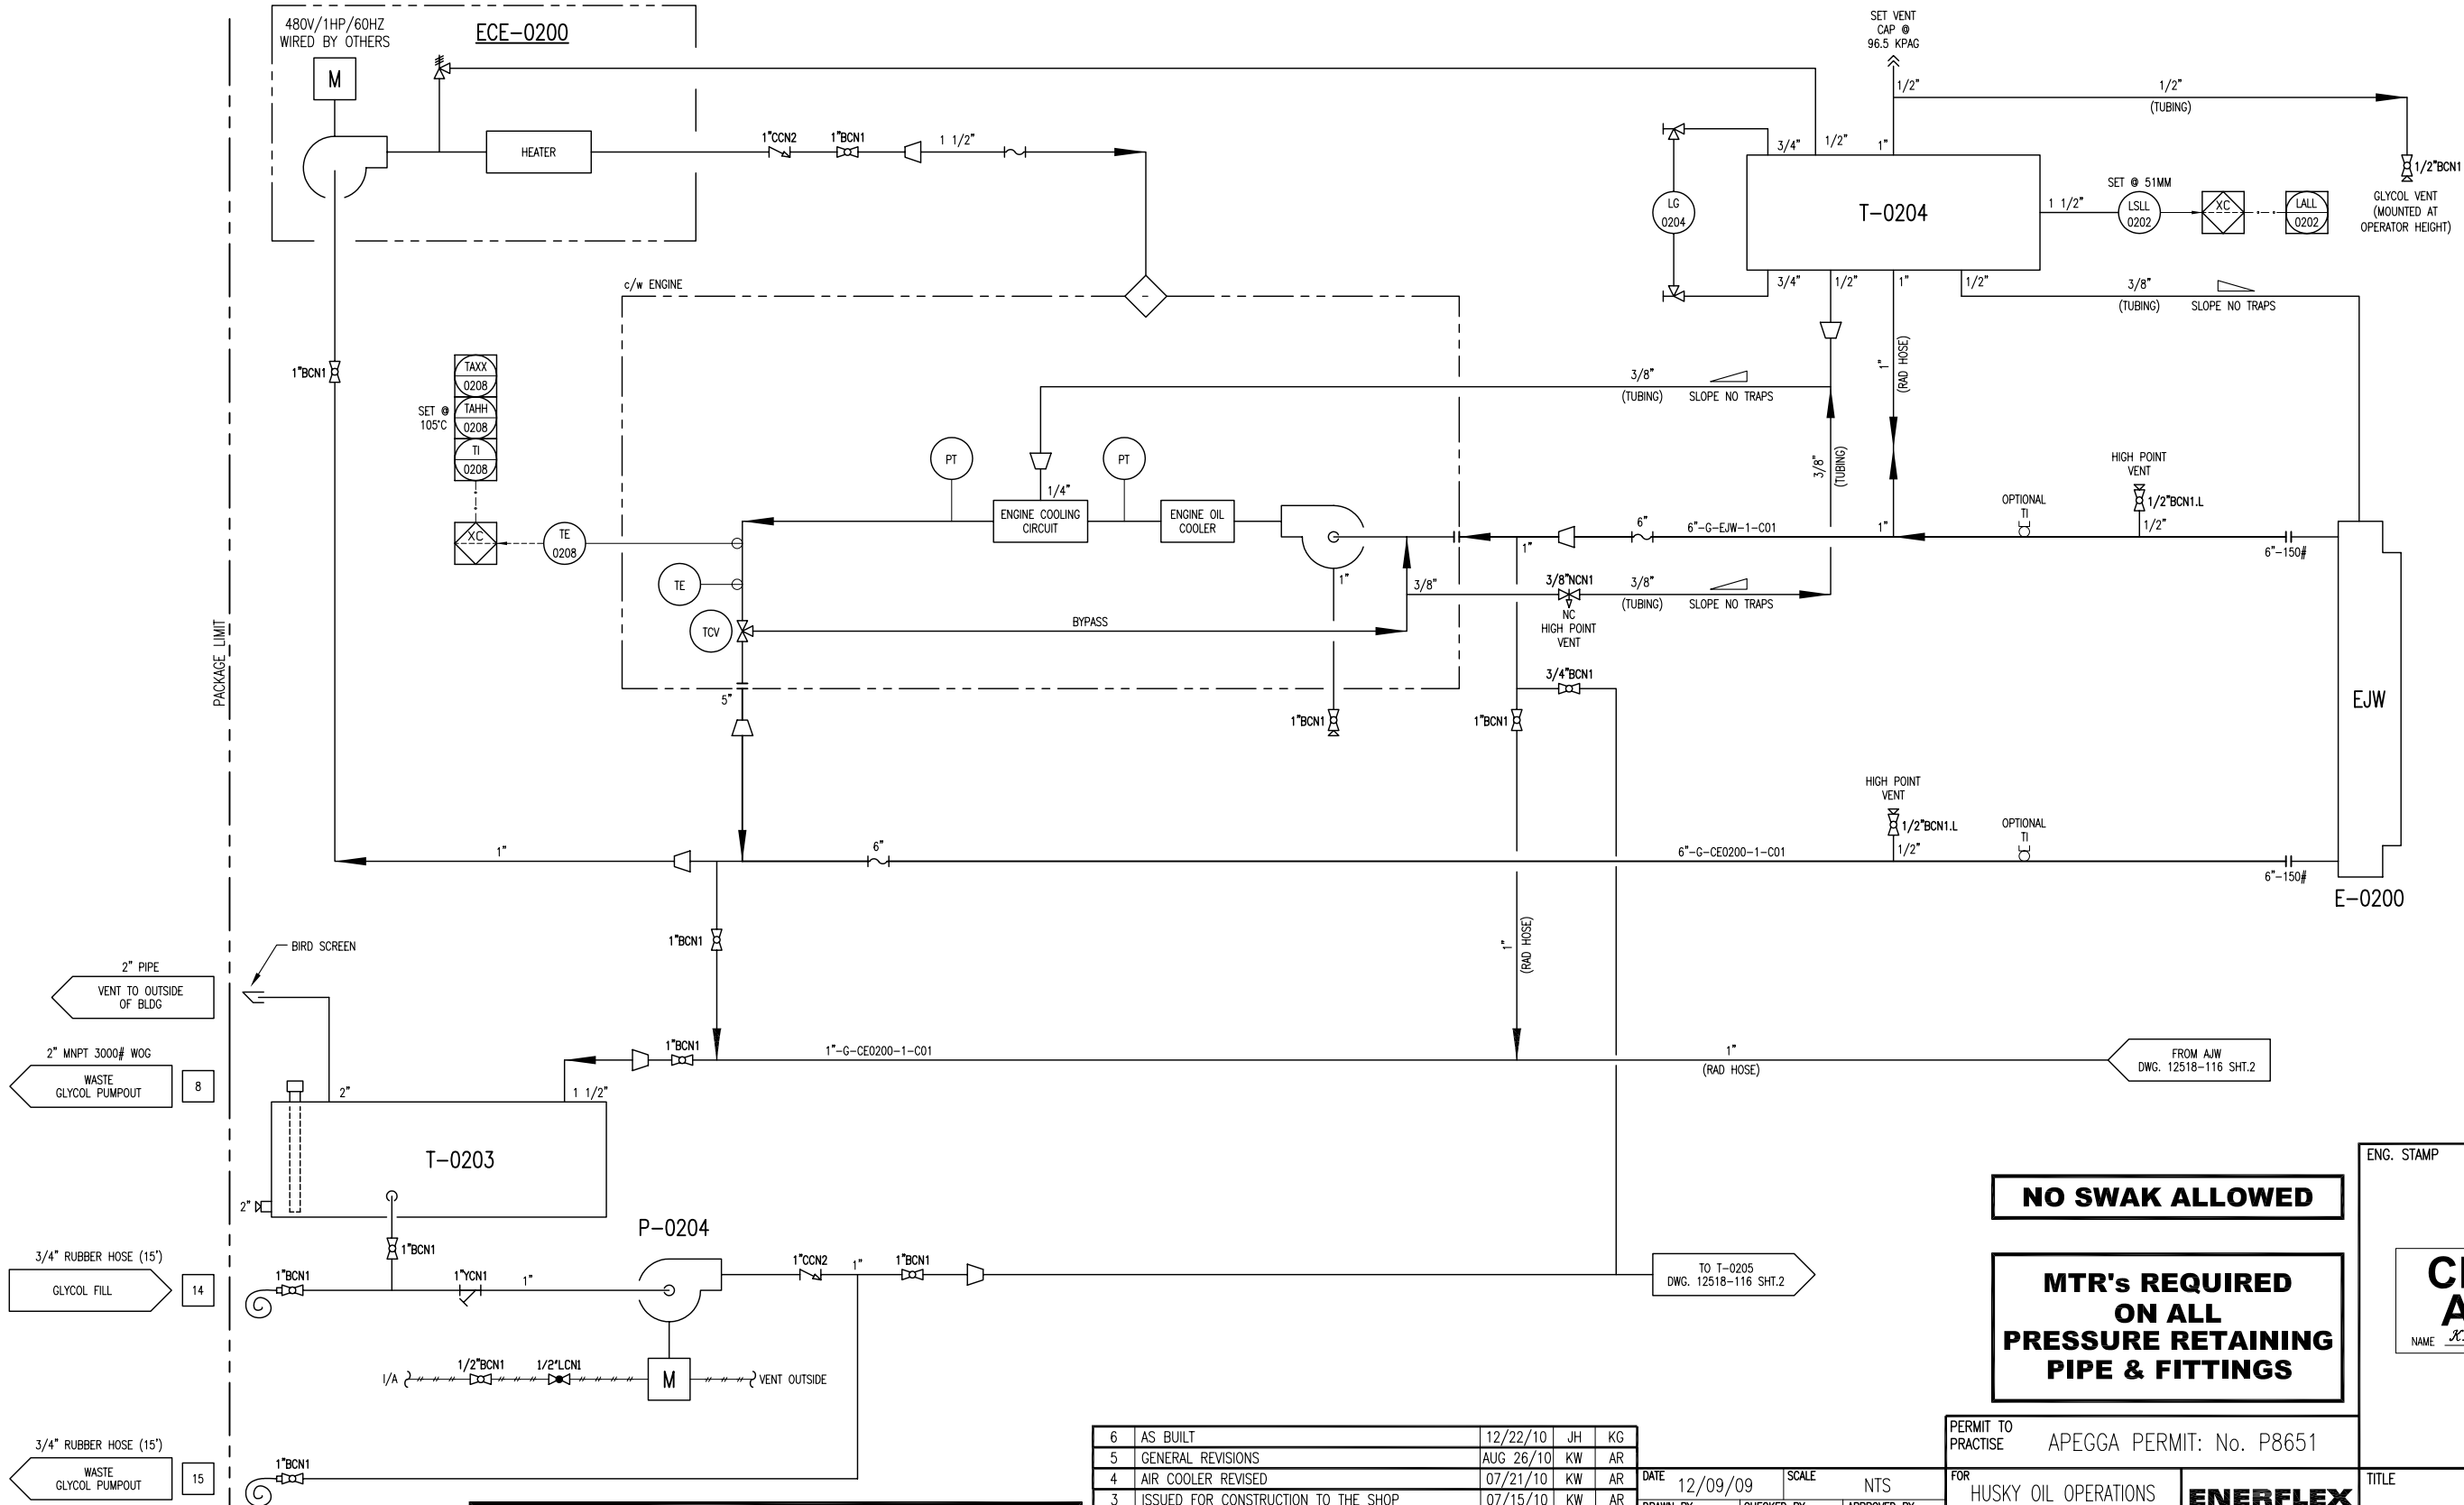 480V/1HP/60HZ
WIRED BY OTHERS
ECE-0200
M
HEATER
1"CCN2
1"BCN1
1 1/2"
SET VENT
CAP @
96.5 KPAG
1/2"
1/2"
(TUBING)
1/2"BCN1
GLYCOL VENT
(MOUNTED AT
OPERATOR HEIGHT)
3/4"
1/2"
1"
LG
0204
T-0204
1 1/2"
SET @ 51MM
LSLL
0202
XC
LALL
0202
3/4"
1/2"
1"
1/2"
3/8"
(TUBING)
SLOPE NO TRAPS
c/w ENGINE
-
1"BCN1
TAXX
0208
SET @
105°C
TAHH
0208
TI
0208
XC
TE
0208
TE
TCV
PT
PT
1/4"
ENGINE COOLING
CIRCUIT
ENGINE OIL
COOLER
1"
3/8"
BYPASS
3/8"
(TUBING)
SLOPE NO TRAPS
1"
(RAD HOSE)
3/8"
(TUBING)
1"
6"
6"-G-EJW-1-C01
1"
OPTIONAL
TI
HIGH POINT
VENT
1/2"BCN1.L
1/2"
6"-150#
3/8"NCN1
NC
HIGH POINT
VENT
3/8"
(TUBING)
SLOPE NO TRAPS
3/4"BCN1
1"BCN1
1"BCN1
5"
EJW
PACKAGE LIMIT
1"
6"
6"-G-CE0200-1-C01
HIGH POINT
VENT
1/2"BCN1.L
1/2"
OPTIONAL
TI
6"-150#
E-0200
1"BCN1
1"
(RAD HOSE)
BIRD SCREEN
2" PIPE
VENT TO OUTSIDE
OF BLDG
2" MNPT 3000# WOG
WASTE
GLYCOL PUMPOUT
8
1"BCN1
1"-G-CE0200-1-C01
1"
(RAD HOSE)
FROM AJW
DWG. 12518-116 SHT.2
2"
1 1/2"
T-0203
2"
1"BCN1
P-0204
3/4" RUBBER HOSE (15')
GLYCOL FILL
14
1"BCN1
1"YCN1
1"
1"CCN2
1"
1"BCN1
TO T-0205
DWG. 12518-116 SHT.2
I/A
1/2"BCN1
1/2"LCN1
M
VENT OUTSIDE
3/4" RUBBER HOSE (15')
WASTE
GLYCOL PUMPOUT
15
1"BCN1
NO SWAK ALLOWED
MTR's REQUIRED
ON ALL
PRESSURE RETAINING
PIPE & FITTINGS
ENG. STAMP
NAME
PERMIT TO
PRACTISE
APEGGA PERMIT: No. P8651
6 AS BUILT 12/22/10 JH KG
5 GENERAL REVISIONS AUG 26/10 KW AR
4 AIR COOLER REVISED 07/21/10 KW AR
3 ISSUED FOR CONSTRUCTION TO THE SHOP 07/15/10 KW AR
DATE 12/09/09
SCALE NTS
DRAWN BY CHECKED BY APPROVED BY
FOR
HUSKY OIL OPERATIONS
ENERFLEX
TITLE